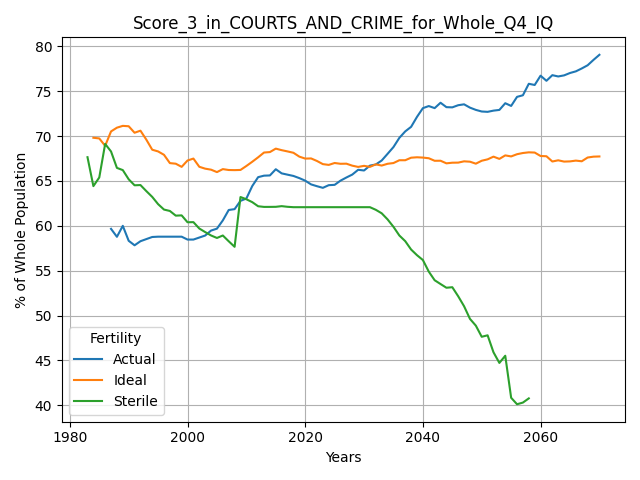 Score_3_in_COURTS_AND_CRIME_for_Whole_Q4_IQ
% of Whole Population
80
75
70
65
60
55
50
45
40
Fertility
Actual
Ideal
Sterile
1980
2000
2020
2040
2060
Years